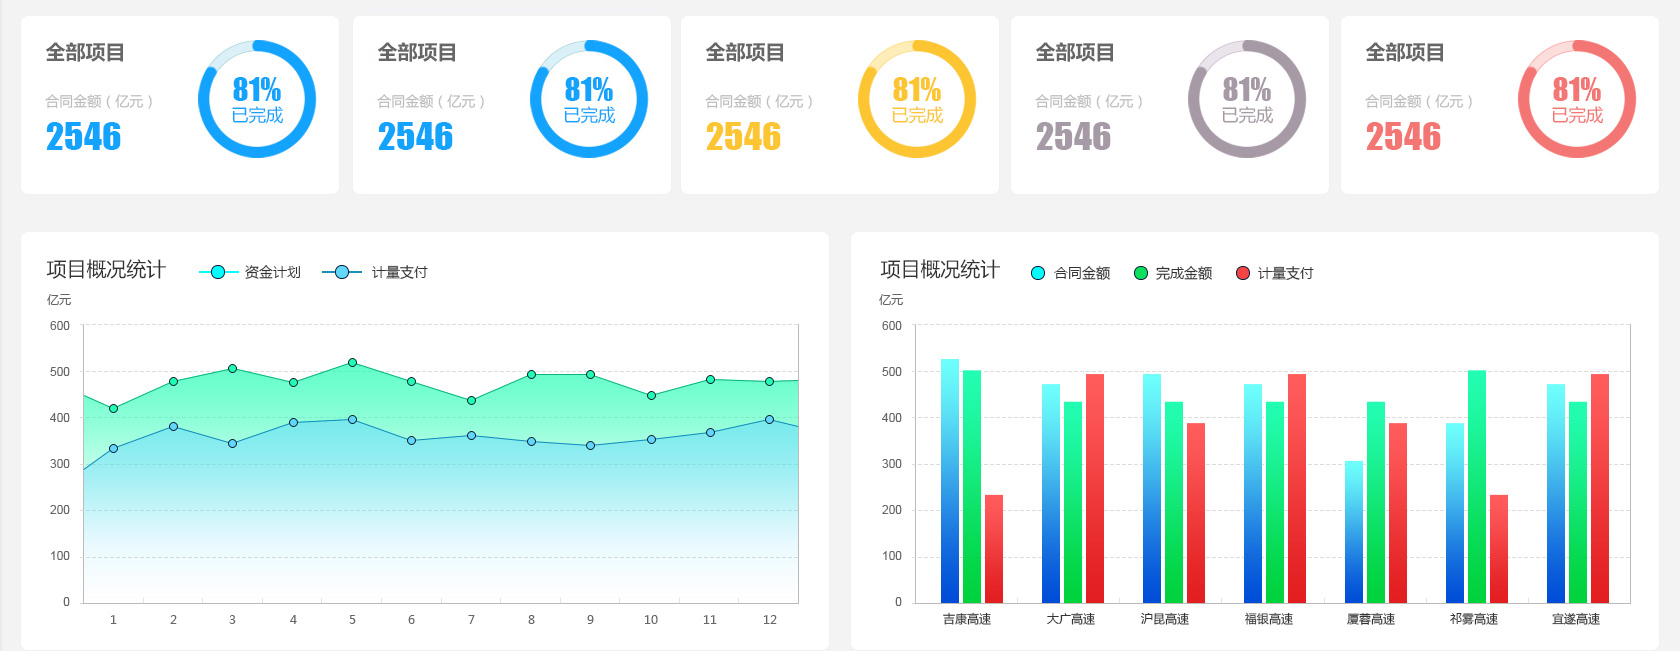 全部项目
合同金额（亿元）
2546
81%
已完成
全部项目
合同金额（亿元）
2546
81%
已完成
全部项目
合同金额（亿元）
2546
81%
已完成
全部项目
合同金额（亿元）
2546
81%
已完成
全部项目
合同金额（亿元）
2546
81%
已完成
项目概况统计 资金计划 计量支付
亿元
600
500
400
300
200
100
0
1 2 3 4 5 6 7 8 9 10 11 12
项目概况统计 合同金额 完成金额 计量支付
亿元
600
500
400
300
200
100
0
吉康高速 大广高速 沪昆高速 福银高速 厦蓉高速 祁雾高速 宜遂高速